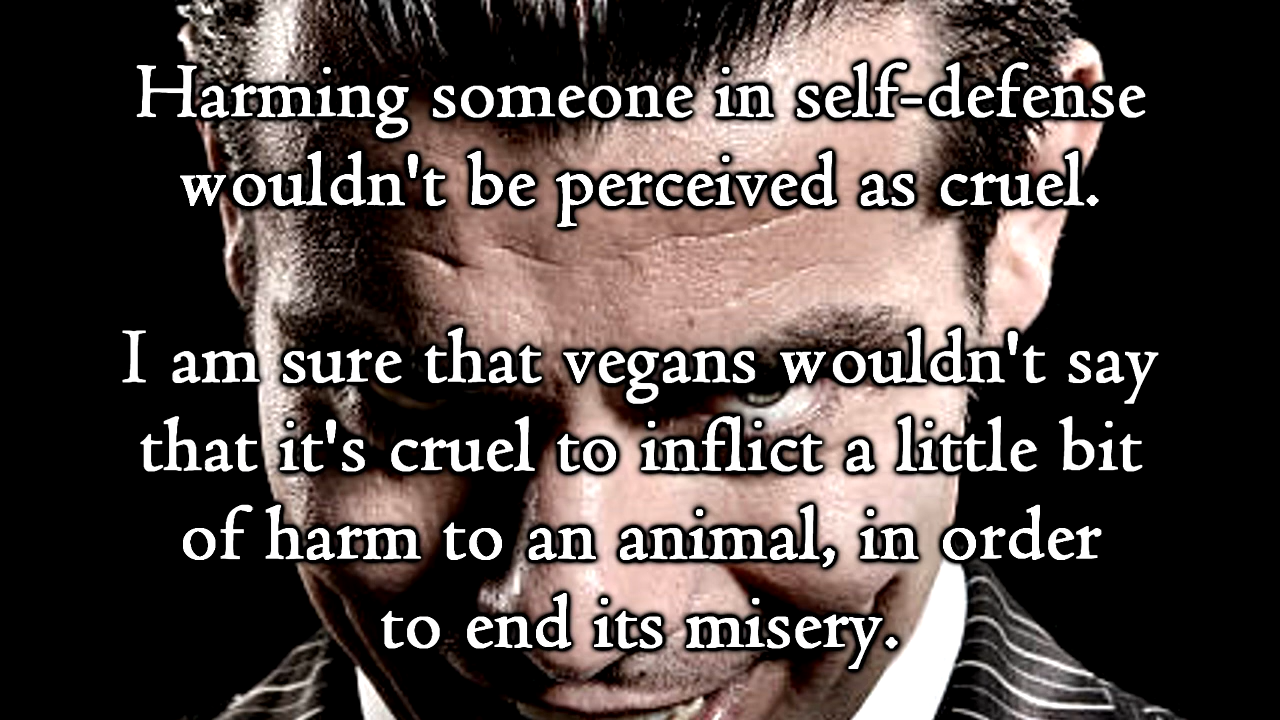 Harming someone in self-defense
wouldn't be perceived as cruel.
I am sure that vegans wouldn't say
that it's cruel to inflict a little bit
of harm to an animal, in order
to end its misery.